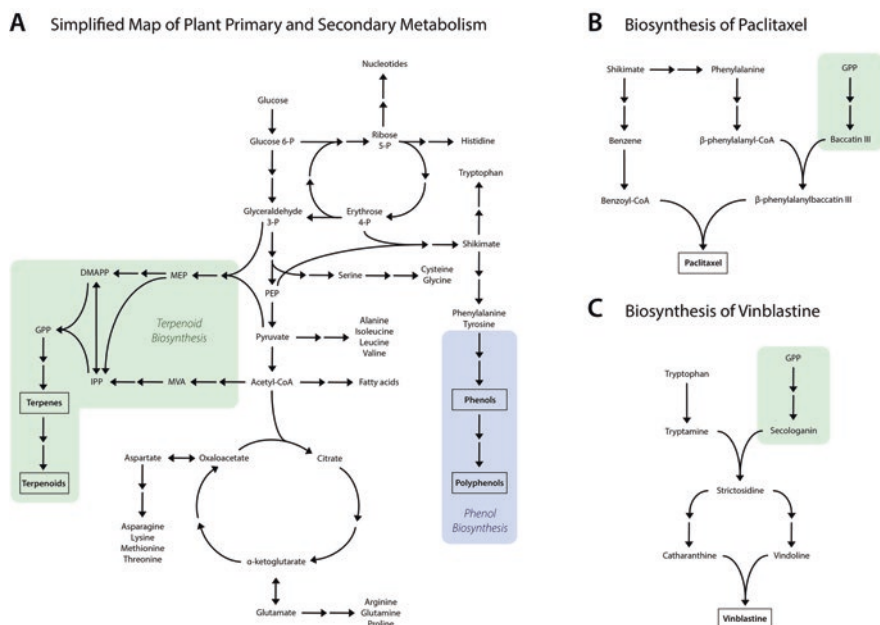 A Simplified Map of Plant Primary and Secondary Metabolism
Nucleotides
Glucose
Glucose 6-P
Ribose
5-P
Histidine
Tryptophan
Glyceraldehyde
3-P
Erythrose
4-P
Shikimate
DMAPP
MEP
Serine
Cysteine
Glycine
PEP
GPP
Terpenoid
Biosynthesis
Pyruvate
Alanine
Isoleucine
Leucine
Valine
Phenylalanine
Tyrosine
IPP
MVA
Acetyl-CoA
Fatty acids
Terpenes
Phenols
Terpenoids
Aspartate
Oxaloacetate
Citrate
Polyphenols
Phenol
Biosynthesis
Asparagine
Lysine
Methionine
Threonine
α-ketoglutarate
Glutamate
Arginine
Glutamine
Proline
B Biosynthesis of Paclitaxel
Shikimate
Phenylalanine
GPP
Benzene
β-phenylalanyl-CoA
Baccatin III
Benzoyl-CoA
β-phenylalanylbaccatin III
Paclitaxel
C Biosynthesis of Vinblastine
Tryptophan
GPP
Tryptamine
Secologanin
Strictosidine
Catharanthine
Vindoline
Vinblastine